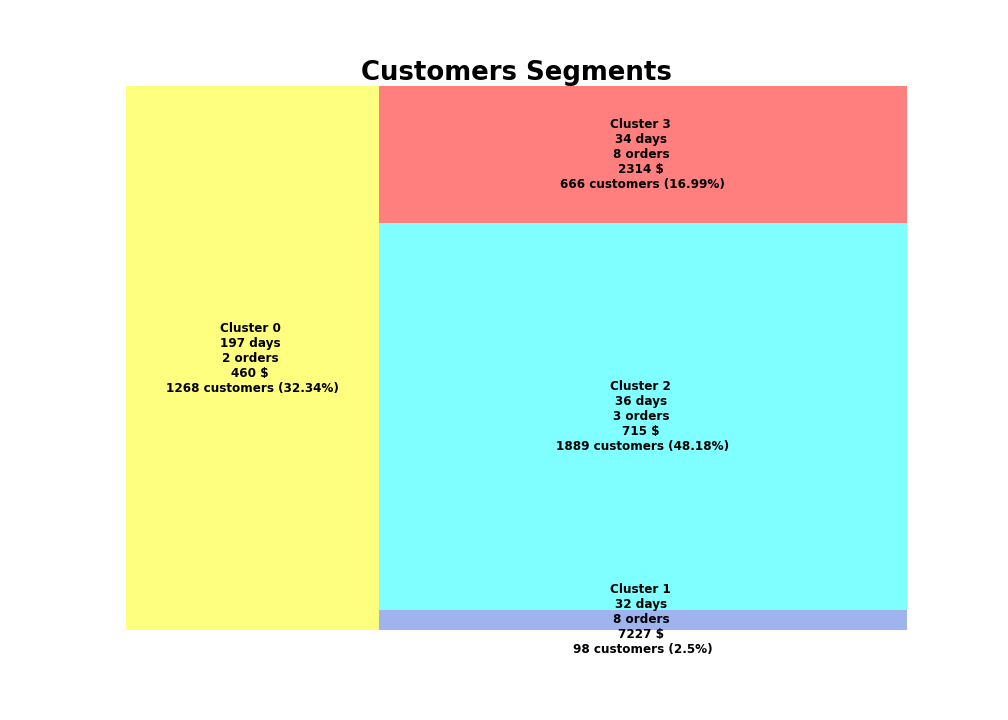 Customers Segments
Cluster 3
34 days
8 orders
2314 $
666 customers (16.99%)
Cluster 0
197 days
2 orders
460 $
1268 customers (32.34%)
Cluster 2
36 days
3 orders
715 $
1889 customers (48.18%)
Cluster 1
32 days
8 orders
7227 $
98 customers (2.5%)